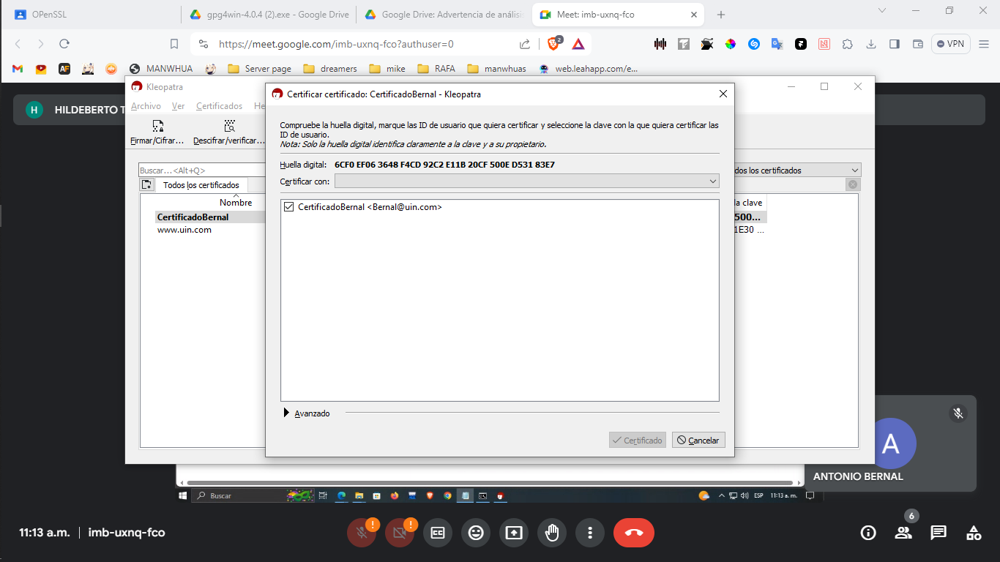 OPenSSL
gpg4win-4.0.4 (2).exe - Google Drive
Google Drive: Advertencia de análisis
Meet: imb-uxnq-fco
https://meet.google.com/imb-uxnq-fco?authuser=0
2
VPN
AF
MANWHUA
Server page
dreamers
mike
RAFA
manwhuas
web.leahapp.com/e...
H
HILDEBERTO T
Kleopatra
Archivo
Ver
Certificados
He
Firmar/Cifrar...
Descifrar/verificar...
Buscar...<Alt+Q>
dos los certificados
Todos los certificados
Nombre
la clave
CertificadoBernal
500...
www.uin.com
1E30 ...
Certificar certificado: CertificadoBernal - Kleopatra
Compruebe la huella digital, marque las ID de usuario que quiera certificar y seleccione la clave con la que quiera certificar las
ID de usuario.
Nota: Solo la huella digital identifica claramente a la clave y a su propietario.
Huella digital: 6CF0 EF06 3648 F4CD 92C2 E11B 20CF 500E D531 83E7
Certificar con:
CertificadoBernal <Bernal@uin.com>
Avanzado
Certificado
Cancelar
A
ANTONIO BERNAL
Buscar
ESP
11:13 a. m.
11:13 a.m.
imb-uxnq-fco
6